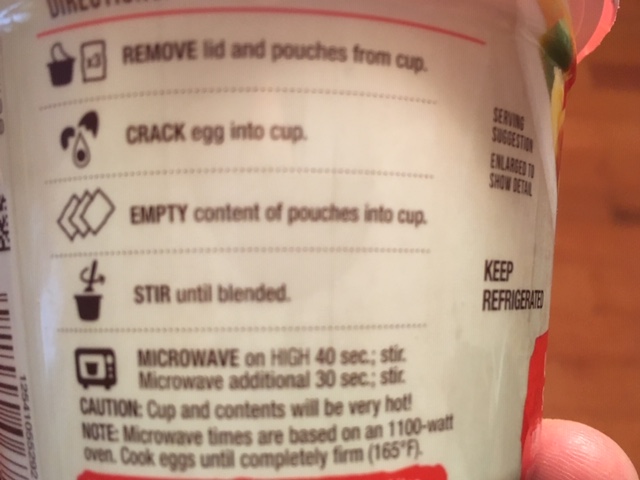 x3
REMOVE lid and pouches from cup.
CRACK egg into cup.
SERVING
SUGGESTION
ENLARGED TO
SHOW DETAIL
EMPTY content of pouches into cup.
KEEP
REFRIGERATED
STIR until blended.
MICROWAVE on HIGH 40 sec.; stir.
Microwave additional 30 sec.; stir.
CAUTION: Cup and contents will be very hot!
NOTE: Microwave times are based on an 1100-watt
oven. Cook eggs until completely firm (165°F).